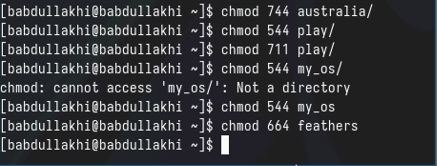 [babdullakhi@babdullakhi ~]$ chmod 744 australia/
[babdullakhi@babdullakhi ~]$ chmod 544 play/
[babdullakhi@babdullakhi ~]$ chmod 711 play/
[babdullakhi@babdullakhi ~]$ chmod 544 my_os/
chmod: cannot access 'my_os/': Not a directory
[babdullakhi@babdullakhi ~]$ chmod 544 my_os
[babdullakhi@babdullakhi ~]$ chmod 664 feathers
[babdullakhi@babdullakhi ~]$